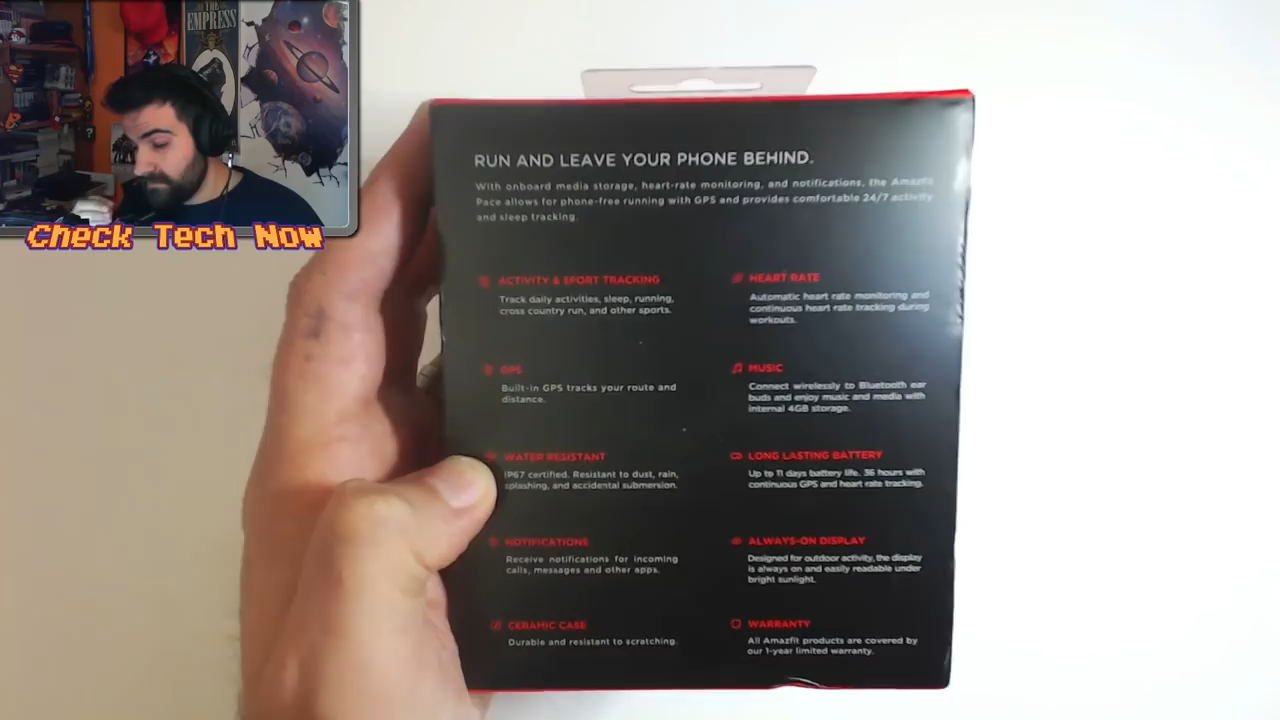 THE
EMPRESS
Check Tech Now
RUN AND LEAVE YOUR PHONE BEHIND.
With onboard media storage, heart-rate monitoring, and notifications, the Amazfit
Pace allows for phone-free running with GPS and provides comfortable 24/7 activity
and sleep tracking.
ACTIVITY & SPORT TRACKING
Track daily activities, sleep, running,
cross country run, and other sports.
HEART RATE
Automatic heart rate monitoring and
continuous heart rate tracking during
workouts.
GPS
Built-in GPS tracks your route and
distance.
MUSIC
Connect wirelessly to Bluetooth ear
buds and enjoy music and media with
internal 4GB storage.
WATER RESISTANT
IP67 certified. Resistant to dust, rain,
splashing, and accidental submersion.
LONG LASTING BATTERY
Up to 11 days battery life. 36 hours with
continuous GPS and heart rate tracking.
NOTIFICATIONS
Receive notifications for incoming
calls, messages and other apps.
ALWAYS-ON DISPLAY
Designed for outdoor activity, the display
is always on and easily readable under
bright sunlight.
CERAMIC CASE
Durable and resistant to scratching.
WARRANTY
All Amazfit products are covered by
our 1-year limited warranty.